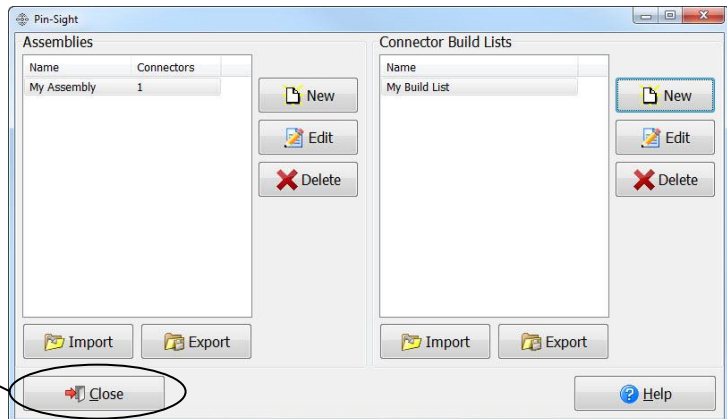 Pin-Sight
Assemblies
Name Connectors
My Assembly 1
New
Edit
Delete
Import Export
Connector Build Lists
Name
My Build List
New
Edit
Delete
Import Export
Close
Help